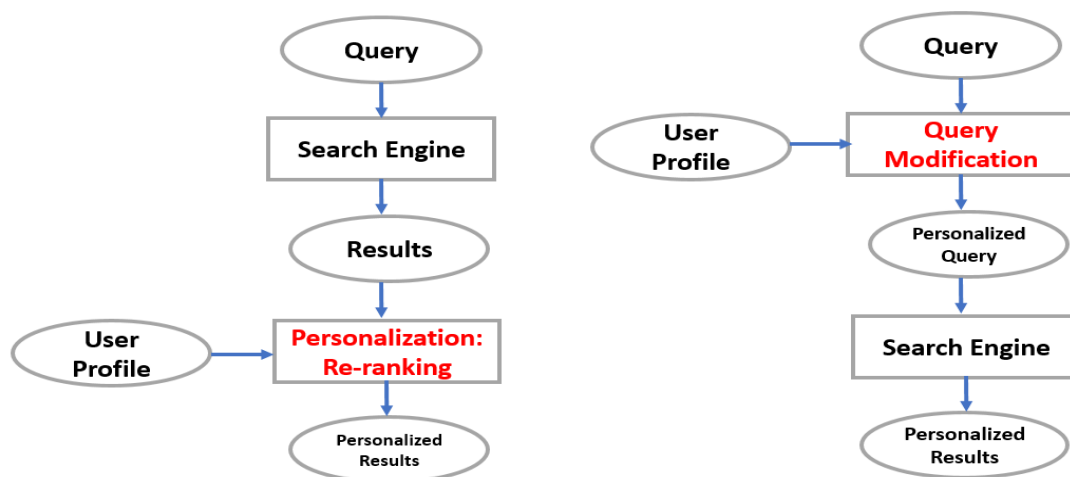 Query
Search Engine
Results
User
Profile
Personalization:
Re-ranking
Personalized
Results
Query
User
Profile
Query
Modification
Personalized
Query
Search Engine
Personalized
Results